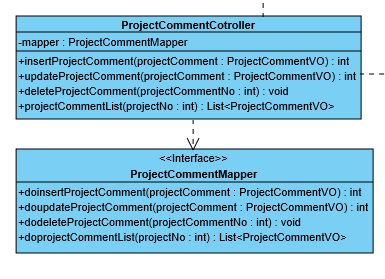 ProjectCommentCotroller
-mapper : ProjectCommentMapper
+insertProjectComment(projectComment : ProjectCommentVO) : int
+updateProjectComment(projectComment : ProjectCommentVO) : int
+deleteProjectComment(projectCommentNo : int) : void
+projectCommentList(projectNo : int) : List<ProjectCommentVO>
<<Interface>>
ProjectCommentMapper
+doinsertProjectComment(projectComment : ProjectCommentVO) : int
+doupdateProjectComment(projectComment : ProjectCommentVO) : int
+dodeleteProjectComment(projectCommentNo : int) : void
+doprojectCommentList(projectNo : int) : List<ProjectCommentVO>